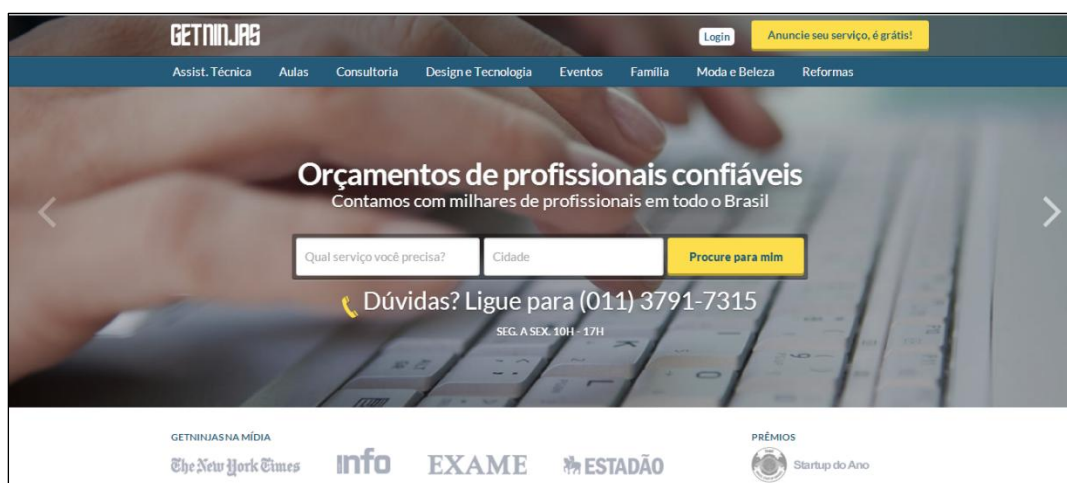 GETNINJAS
Login
Anuncie seu serviço, é grátis!
Assist. Técnica Aulas Consultoria Design e Tecnologia Eventos Família Moda e Beleza Reformas
Orçamentos de profissionais confiáveis
Contamos com milhares de profissionais em todo o Brasil
Qual serviço você precisa? Cidade Procure para mim
Dúvidas? Ligue para (011) 3791-7315
SEG. A SEX. 10H - 17H
GETNINJAS NA MÍDIA PRÊMIOS
The New York Times info EXAME ESTADÃO Startup do Ano